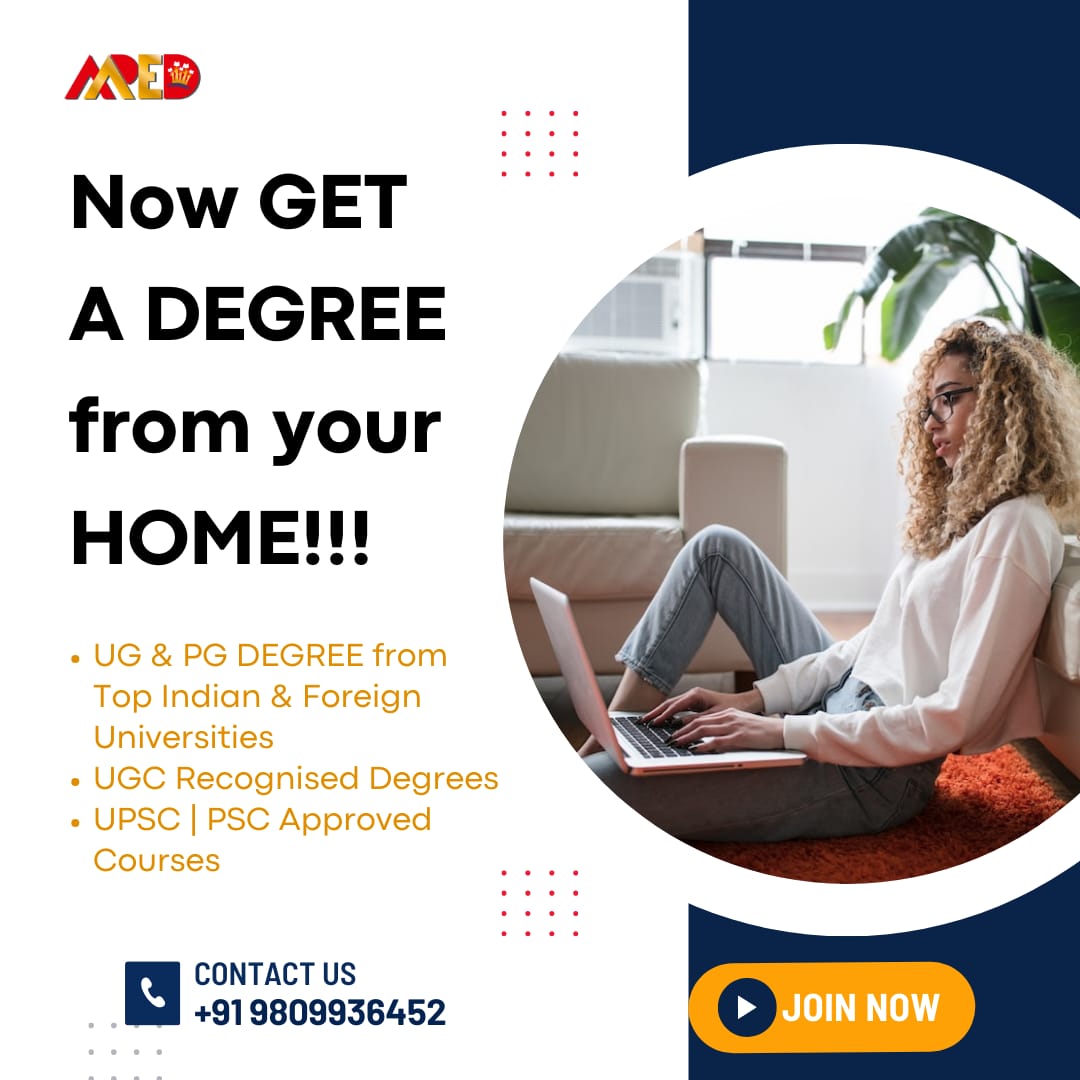 MRED
Now GET
A DEGREE
from your
HOME!!!
• UG & PG DEGREE from
Top Indian & Foreign
Universities
• UGC Recognised Degrees
• UPSC | PSC Approved
Courses
CONTACT US
+91 9809936452
JOIN NOW